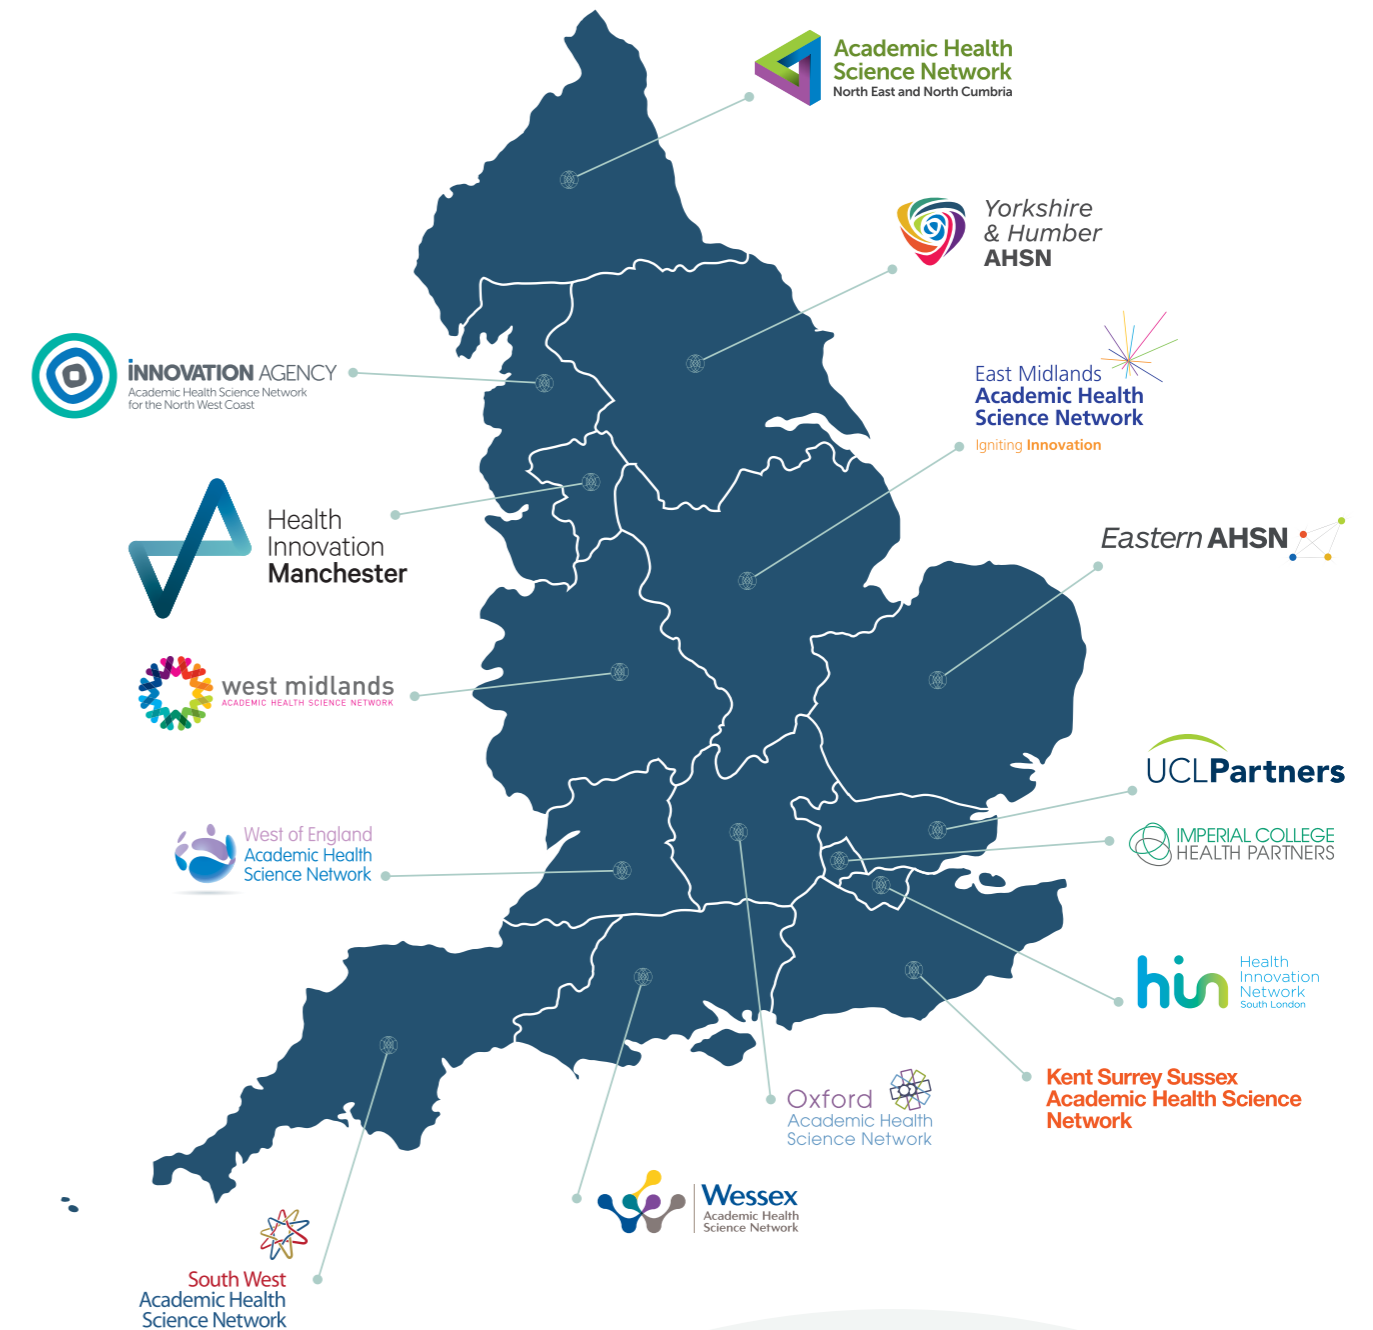 Academic Health
Science Network
North East and North Cumbria
Yorkshire
& Humber
AHSN
East Midlands
Academic Health
Science Network
Igniting Innovation
iNNOVATION AGENCY
Academic Health Science Network
for the North West Coast
Health
Innovation
Manchester
Eastern AHSN
west midlands
ACADEMIC HEALTH SCIENCE NETWORK
UCLPartners
West of England
Academic Health
Science Network
IMPERIAL COLLEGE
HEALTH PARTNERS
hin
Health
Innovation
Network
South London
Kent Surrey Sussex
Academic Health Science
Network
Oxford
Academic Health
Science Network
Wessex
Academic Health
Science Network
South West
Academic Health
Science Network